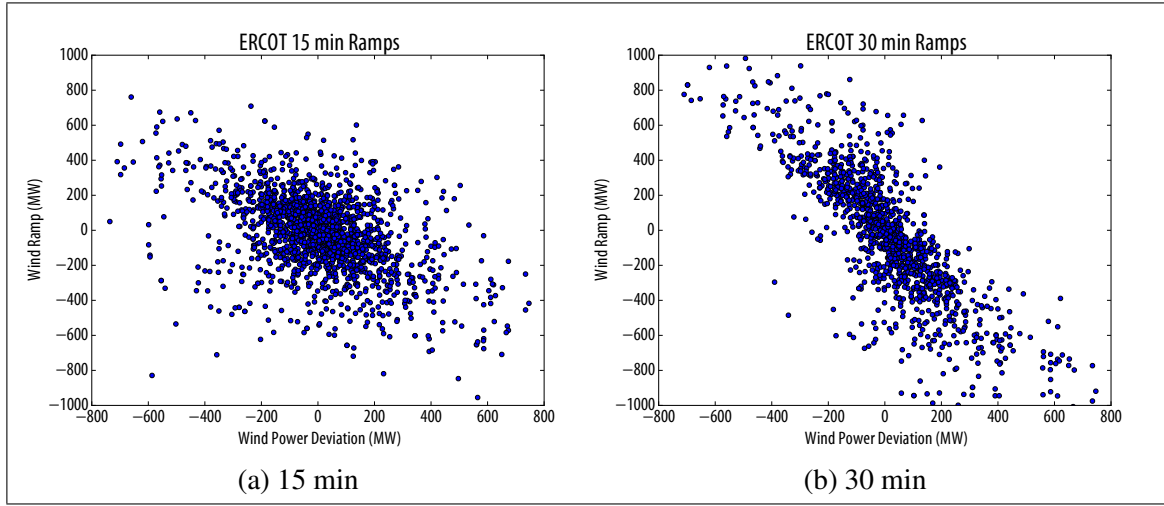 ERCOT 15 min Ramps
1000
800
600
400
200
0
−200
−400
−600
−800
−1000
−800 −600 −400 −200 0 200 400 600 800
Wind Ramp (MW)
Wind Power Deviation (MW)
(a) 15 min
ERCOT 30 min Ramps
1000
800
600
400
200
0
−200
−400
−600
−800
−1000
−800 −600 −400 −200 0 200 400 600 800
Wind Ramp (MW)
Wind Power Deviation (MW)
(b) 30 min